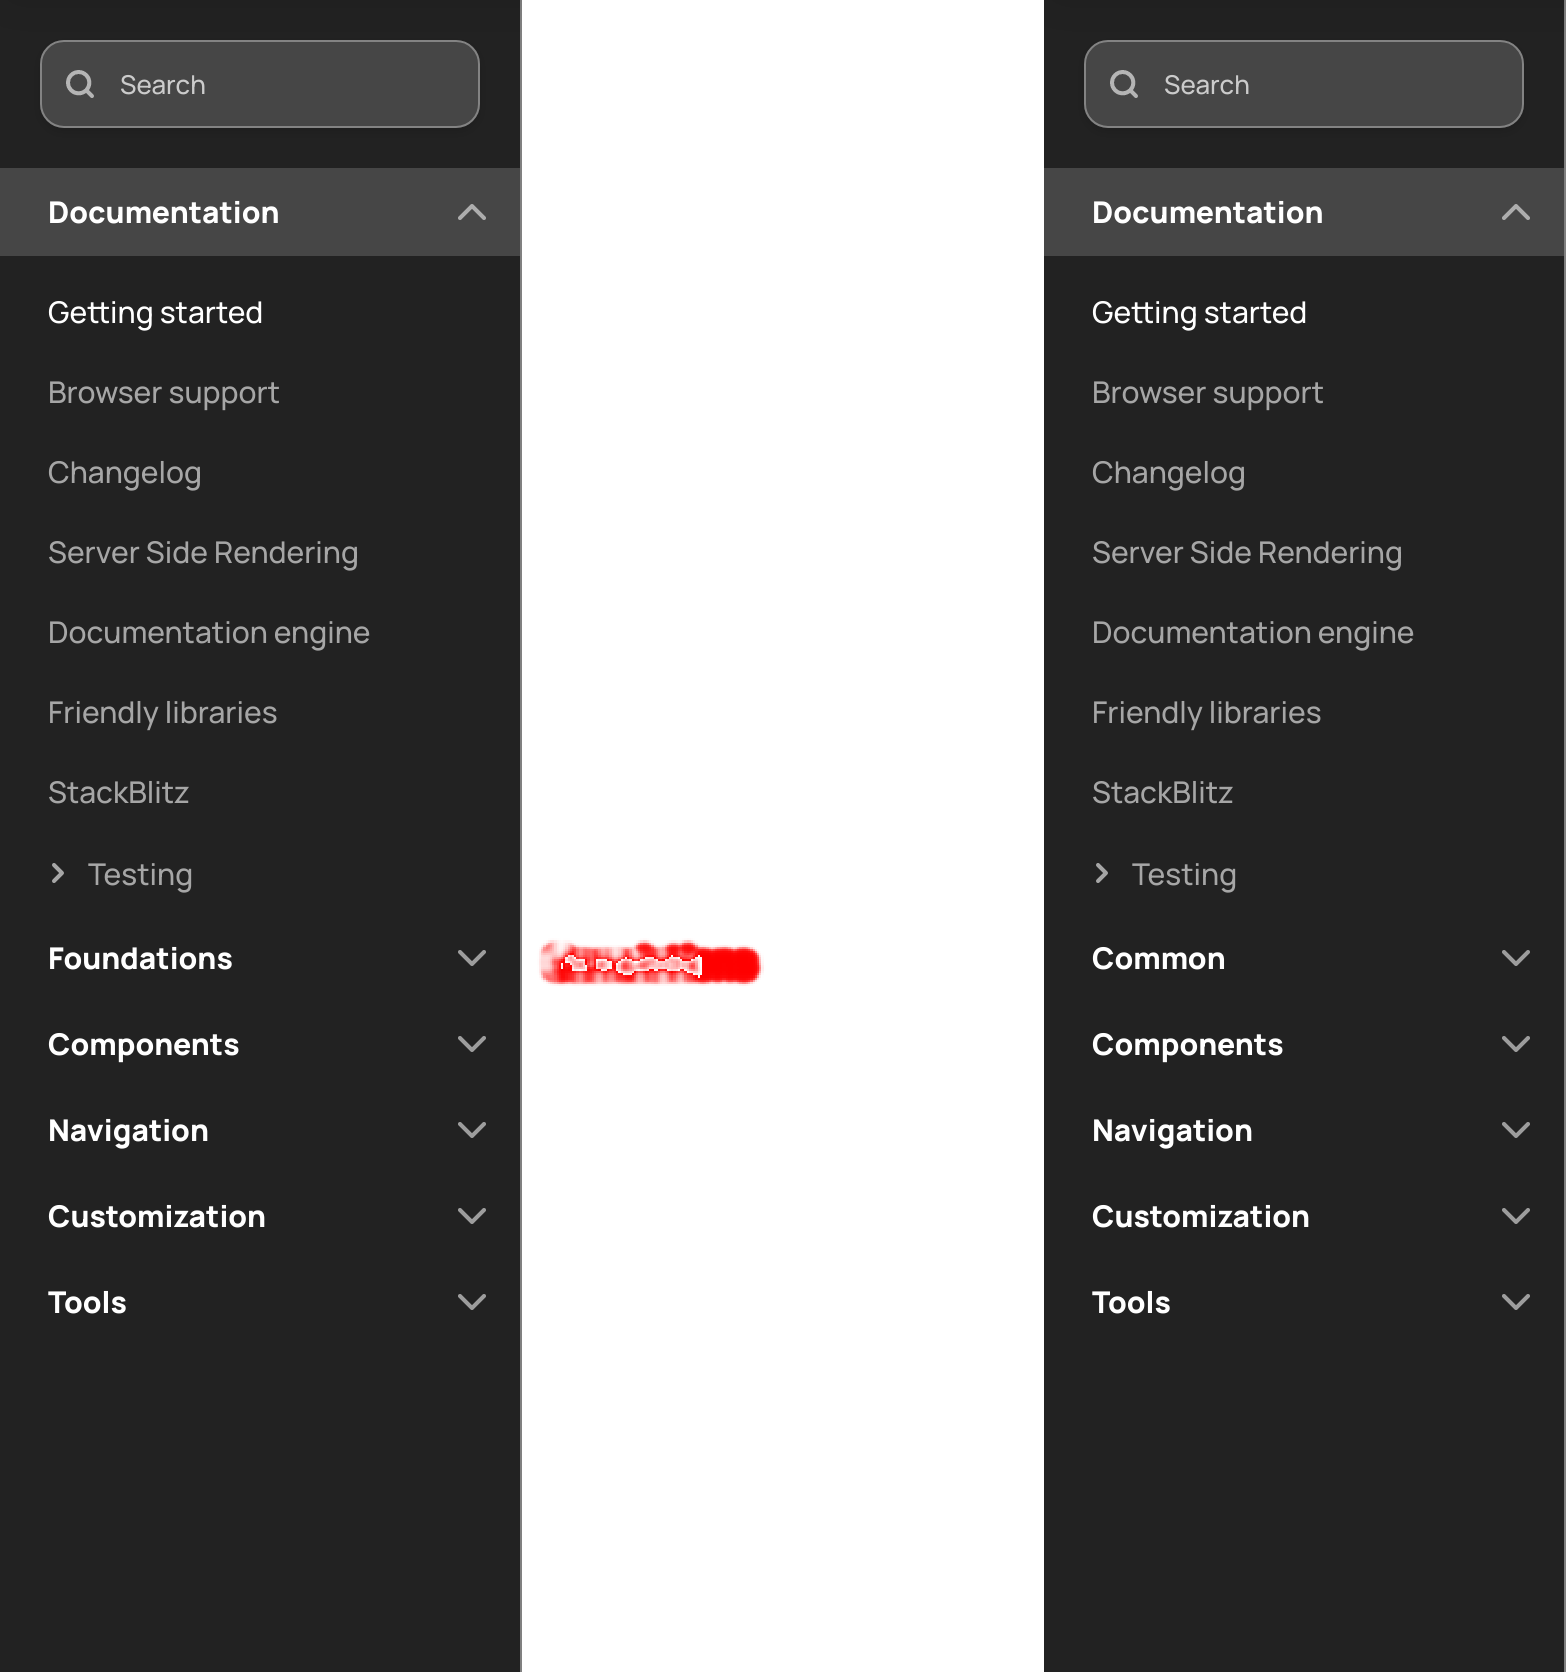 Search
Documentation
Getting started
Browser support
Changelog
Server Side Rendering
Documentation engine
Friendly libraries
StackBlitz
Testing
Foundations
Components
Navigation
Customization
Tools
Search
Documentation
Getting started
Browser support
Changelog
Server Side Rendering
Documentation engine
Friendly libraries
StackBlitz
Testing
Common
Components
Navigation
Customization
Tools